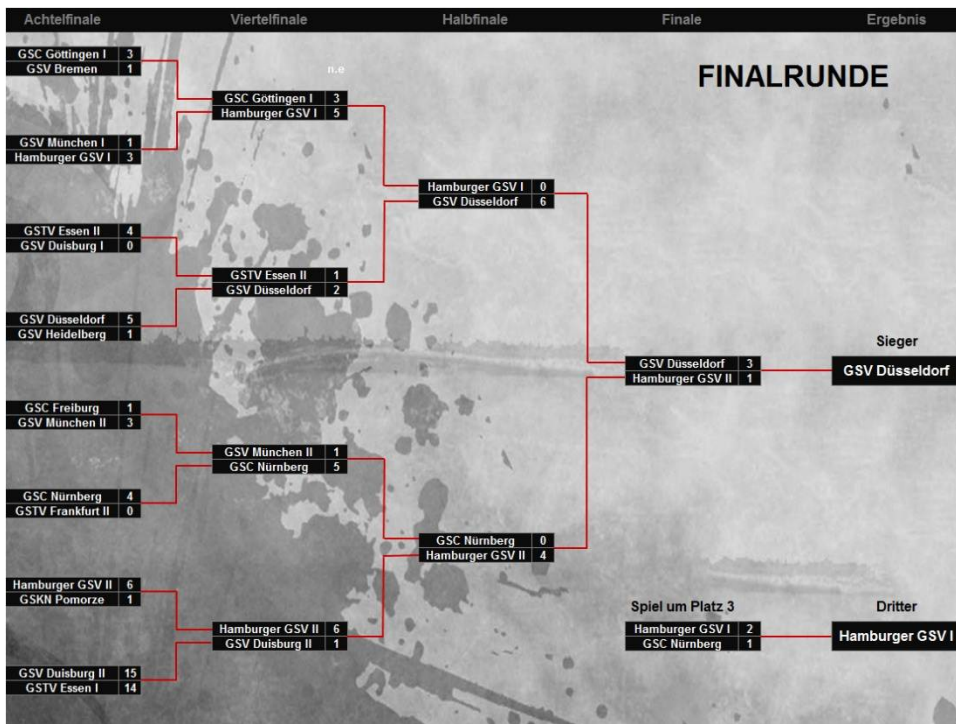 Achtelfinale Viertelfinale Halbfinale Finale Ergebnis
FINALRUNDE
GSC Göttingen I 3
GSV Bremen 1
GSV München I 1
Hamburger GSV I 3
GSTV Essen II 4
GSV Duisburg I 0
GSV Düsseldorf 5
GSV Heidelberg 1
GSC Freiburg 1
GSV München II 3
GSC Nürnberg 4
GSTV Frankfurt II 0
Hamburger GSV II 6
GSKN Pomorze 1
GSV Duisburg II 15
GSTV Essen I 14
n.e
GSC Göttingen I 3
Hamburger GSV I 5
GSTV Essen II 1
GSV Düsseldorf 2
GSV München II 1
GSC Nürnberg 5
Hamburger GSV II 6
GSV Duisburg II 1
Hamburger GSV I 0
GSV Düsseldorf 6
GSC Nürnberg 0
Hamburger GSV II 4
GSV Düsseldorf 3
Hamburger GSV II 1
Sieger
GSV Düsseldorf
Spiel um Platz 3
Hamburger GSV I 2
GSC Nürnberg 1
Dritter
Hamburger GSV I